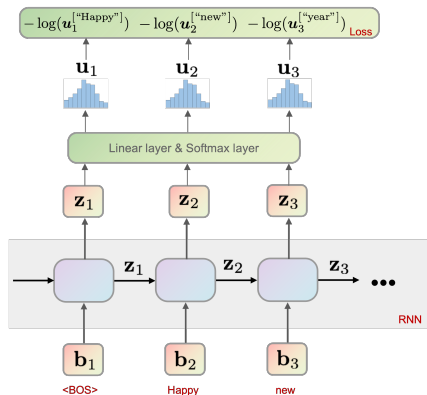 − log(u₁^["Happy"]) − log(u₂^["new"]) − log(u₃^["year"])
Loss
u₁ u₂ u₃
Linear layer & Softmax layer
z₁ z₂ z₃
z₁ z₂ z₃ •••
RNN
b₁ b₂ b₃
<BOS> Happy new